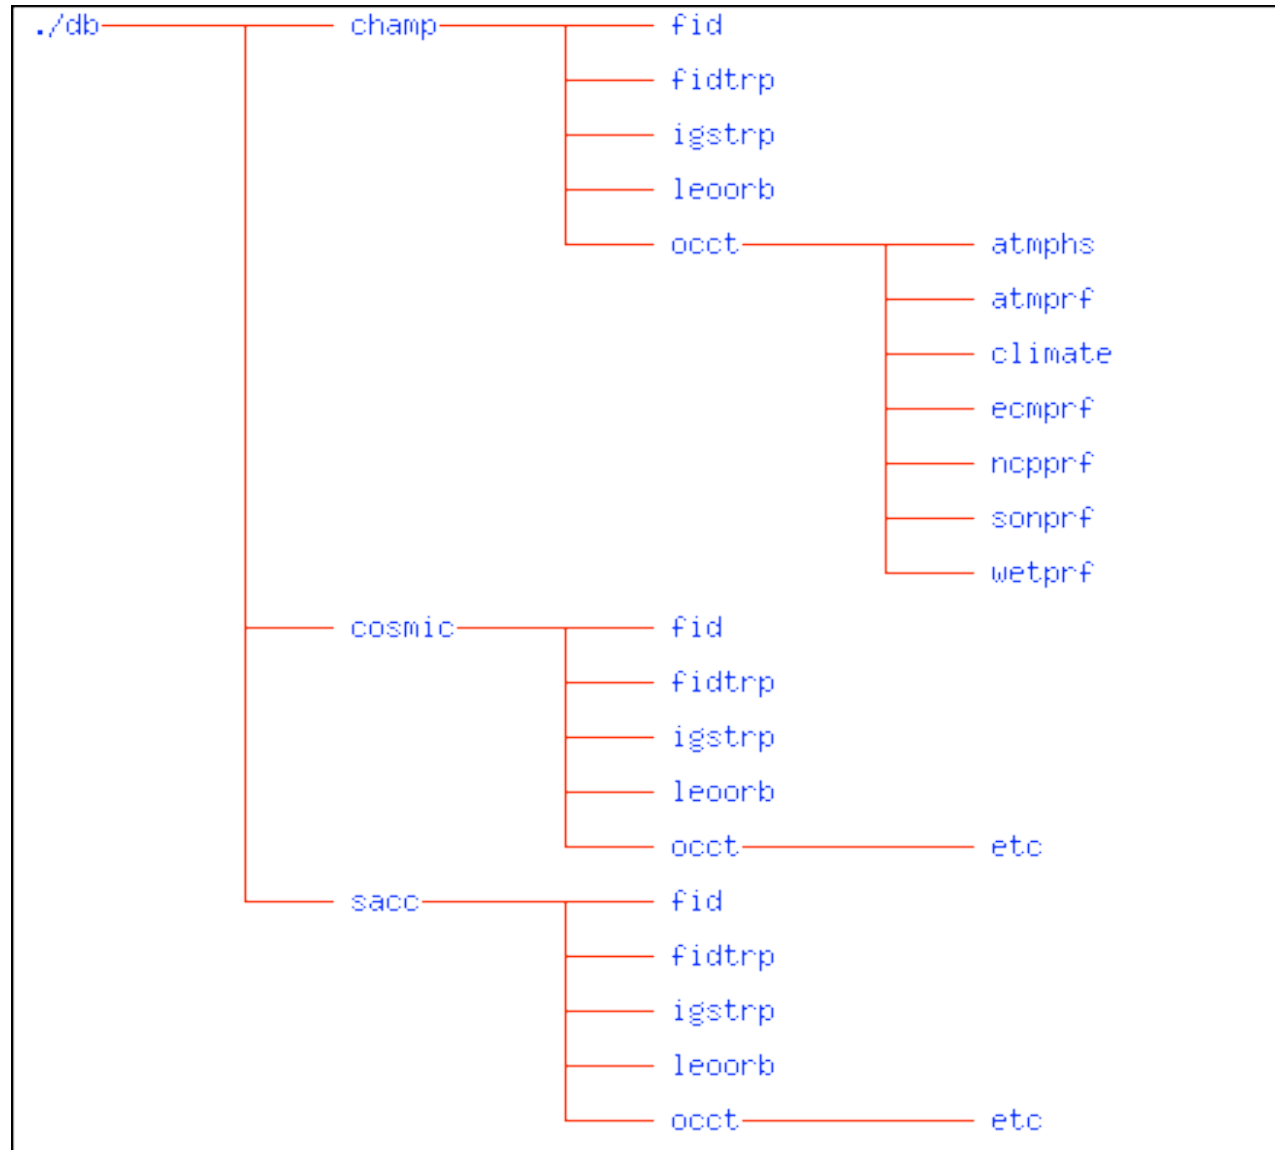 ./db champ fid
fidtrp
igstrp
leoorb
occt atmphs
atmprf
climate
ecmprf
ncpprf
sonprf
wetprf
cosmic fid
fidtrp
igstrp
leoorb
occt etc
sacc fid
fidtrp
igstrp
leoorb
occt etc